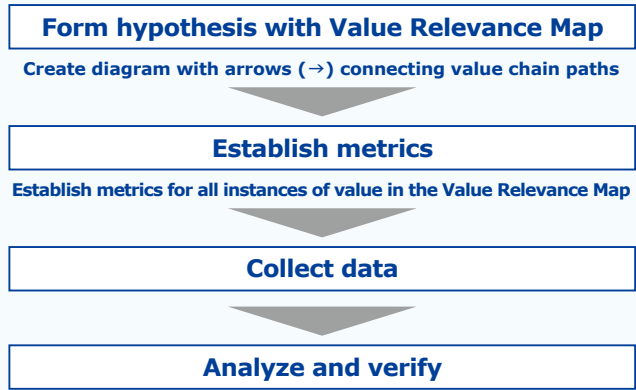 Form hypothesis with Value Relevance Map
Create diagram with arrows (→) connecting value chain paths
Establish metrics
Establish metrics for all instances of value in the Value Relevance Map
Collect data
Analyze and verify